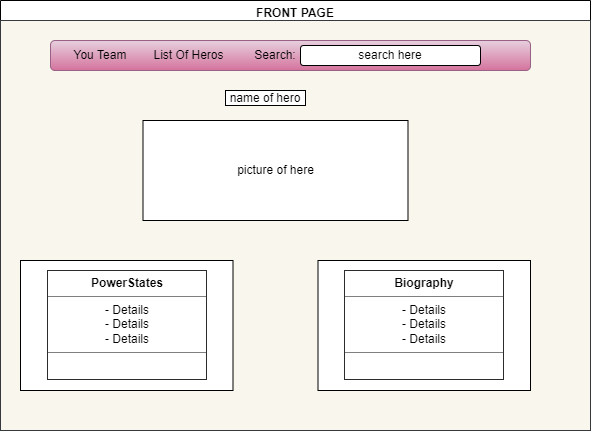 FRONT PAGE
You Team List Of Heros Search: search here
name of hero
picture of here
PowerStates
- Details
- Details
- Details
Biography
- Details
- Details
- Details